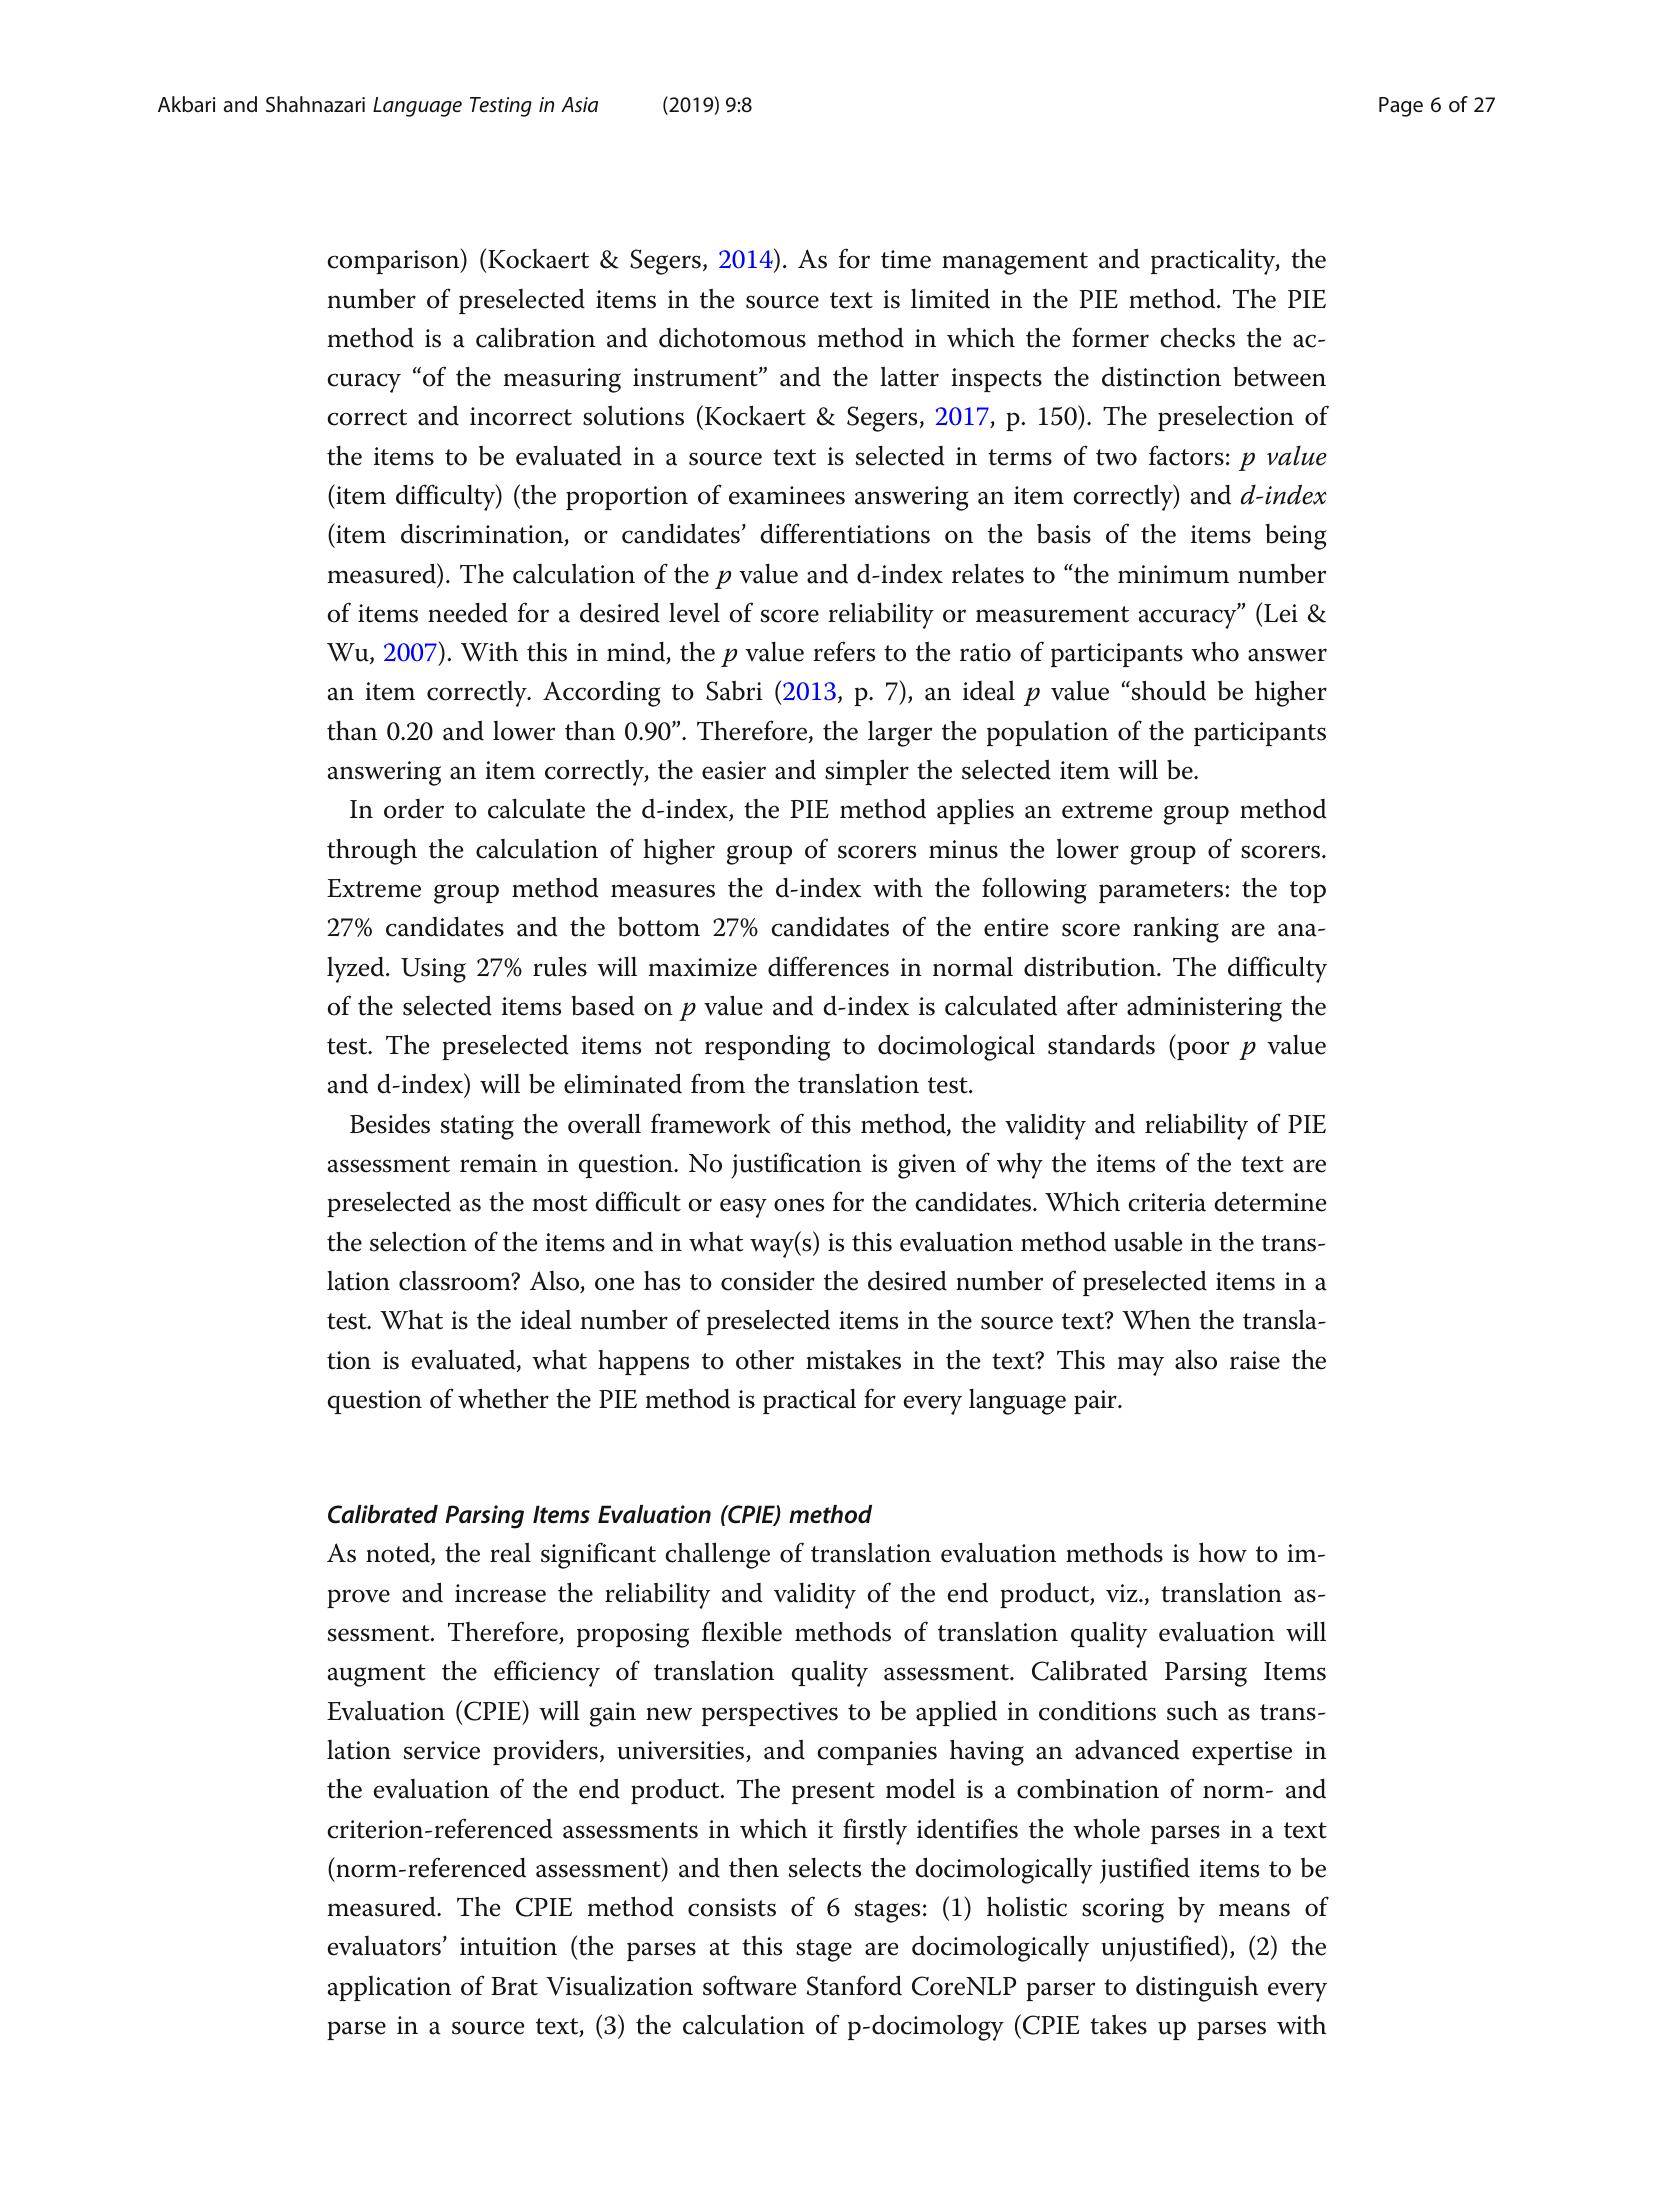 Akbari and Shahnazari Language Testing in Asia (2019) 9:8 Page 6 of 27
comparison) (Kockaert & Segers, 2014). As for time management and practicality, the
number of preselected items in the source text is limited in the PIE method. The PIE
method is a calibration and dichotomous method in which the former checks the ac-
curacy “of the measuring instrument” and the latter inspects the distinction between
correct and incorrect solutions (Kockaert & Segers, 2017, p. 150). The preselection of
the items to be evaluated in a source text is selected in terms of two factors: p value
(item difficulty) (the proportion of examinees answering an item correctly) and d-index
(item discrimination, or candidates’ differentiations on the basis of the items being
measured). The calculation of the p value and d-index relates to “the minimum number
of items needed for a desired level of score reliability or measurement accuracy” (Lei &
Wu, 2007). With this in mind, the p value refers to the ratio of participants who answer
an item correctly. According to Sabri (2013, p. 7), an ideal p value “should be higher
than 0.20 and lower than 0.90”. Therefore, the larger the population of the participants
answering an item correctly, the easier and simpler the selected item will be.
In order to calculate the d-index, the PIE method applies an extreme group method
through the calculation of higher group of scorers minus the lower group of scorers.
Extreme group method measures the d-index with the following parameters: the top
27% candidates and the bottom 27% candidates of the entire score ranking are ana-
lyzed. Using 27% rules will maximize differences in normal distribution. The difficulty
of the selected items based on p value and d-index is calculated after administering the
test. The preselected items not responding to docimological standards (poor p value
and d-index) will be eliminated from the translation test.
Besides stating the overall framework of this method, the validity and reliability of PIE
assessment remain in question. No justification is given of why the items of the text are
preselected as the most difficult or easy ones for the candidates. Which criteria determine
the selection of the items and in what way(s) is this evaluation method usable in the trans-
lation classroom? Also, one has to consider the desired number of preselected items in a
test. What is the ideal number of preselected items in the source text? When the transla-
tion is evaluated, what happens to other mistakes in the text? This may also raise the
question of whether the PIE method is practical for every language pair.
Calibrated Parsing Items Evaluation (CPIE) method
As noted, the real significant challenge of translation evaluation methods is how to im-
prove and increase the reliability and validity of the end product, viz., translation as-
sessment. Therefore, proposing flexible methods of translation quality evaluation will
augment the efficiency of translation quality assessment. Calibrated Parsing Items
Evaluation (CPIE) will gain new perspectives to be applied in conditions such as trans-
lation service providers, universities, and companies having an advanced expertise in
the evaluation of the end product. The present model is a combination of norm- and
criterion-referenced assessments in which it firstly identifies the whole parses in a text
(norm-referenced assessment) and then selects the docimologically justified items to be
measured. The CPIE method consists of 6 stages: (1) holistic scoring by means of
evaluators’ intuition (the parses at this stage are docimologically unjustified), (2) the
application of Brat Visualization software Stanford CoreNLP parser to distinguish every
parse in a source text, (3) the calculation of p-docimology (CPIE takes up parses with